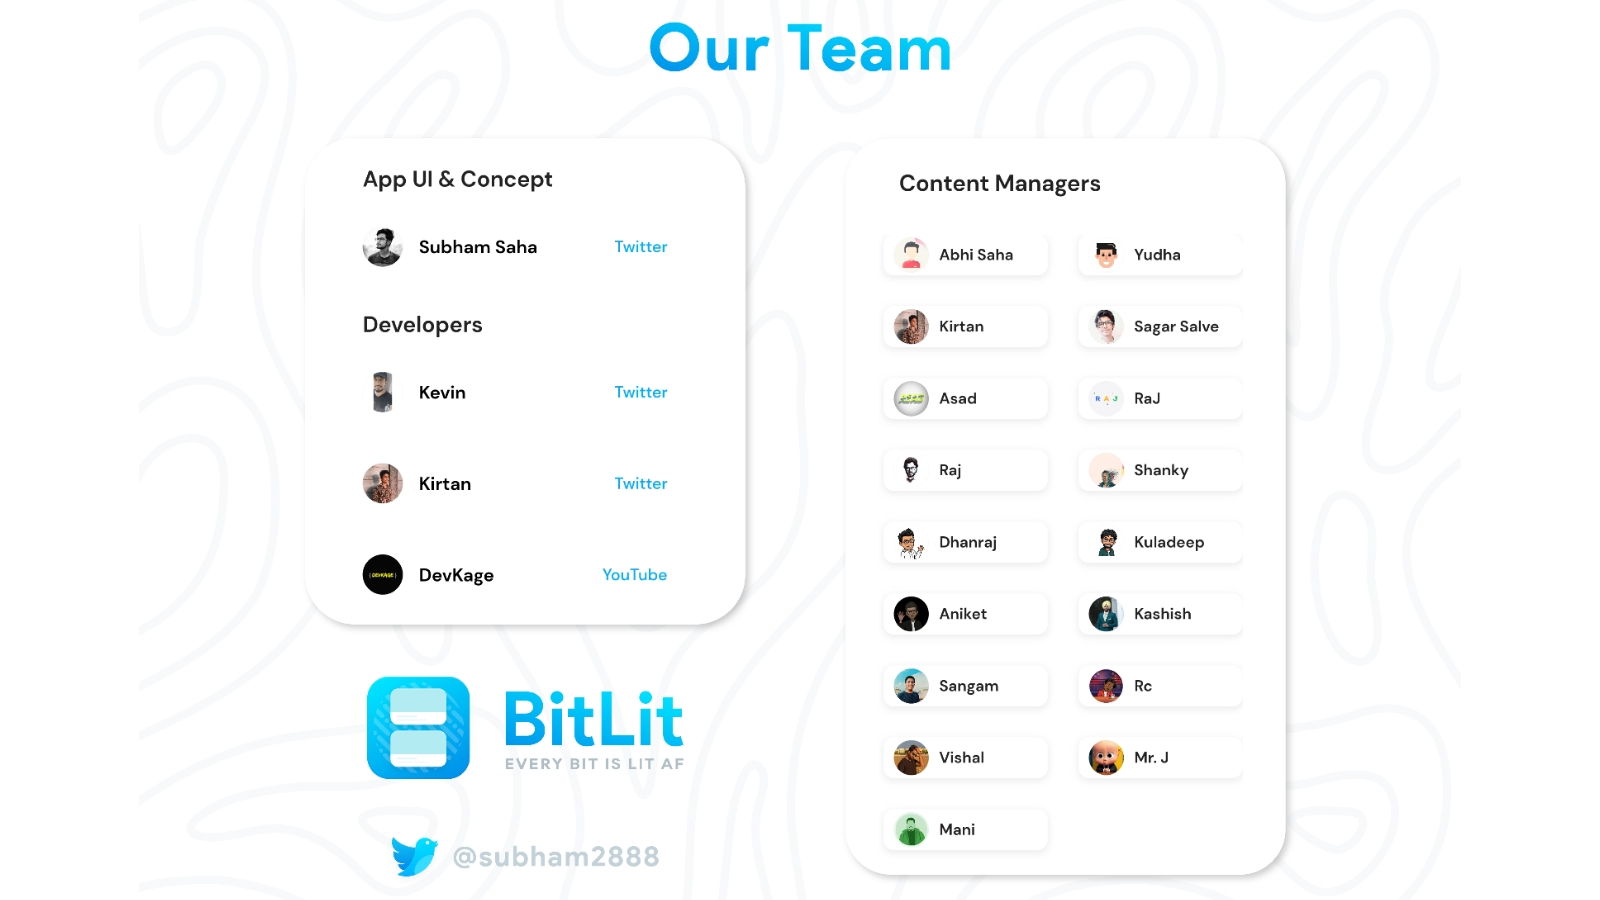 Our Team
App UI & Concept
Subham Saha Twitter
Developers
Kevin Twitter
Kirtan Twitter
DEVKAGE
DevKage YouTube
BitLit
EVERY BIT IS LIT AF
@subham2888
Content Managers
Abhi Saha Yudha
Kirtan Sagar Salve
Asad RAJ RaJ
Raj Shanky
Dhanraj Kuladeep
Aniket Kashish
Sangam Rc
Vishal Mr. J
Mani